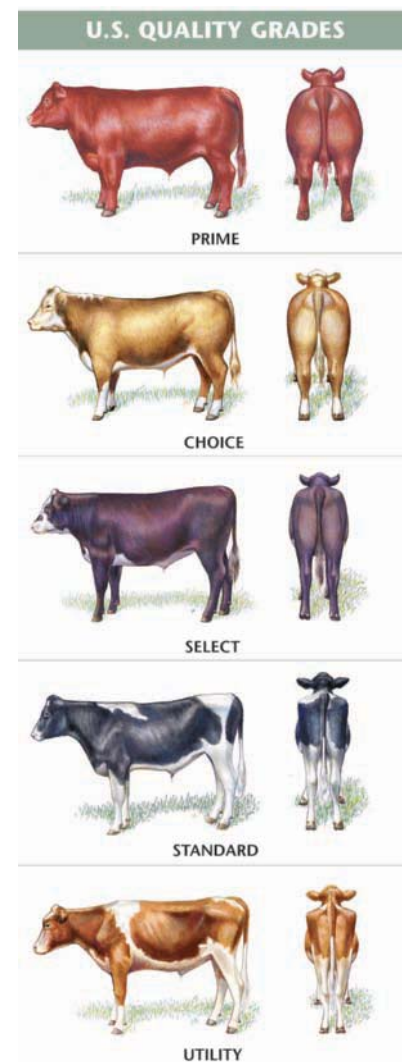 U.S. QUALITY GRADES
PRIME
CHOICE
SELECT
STANDARD
UTILITY